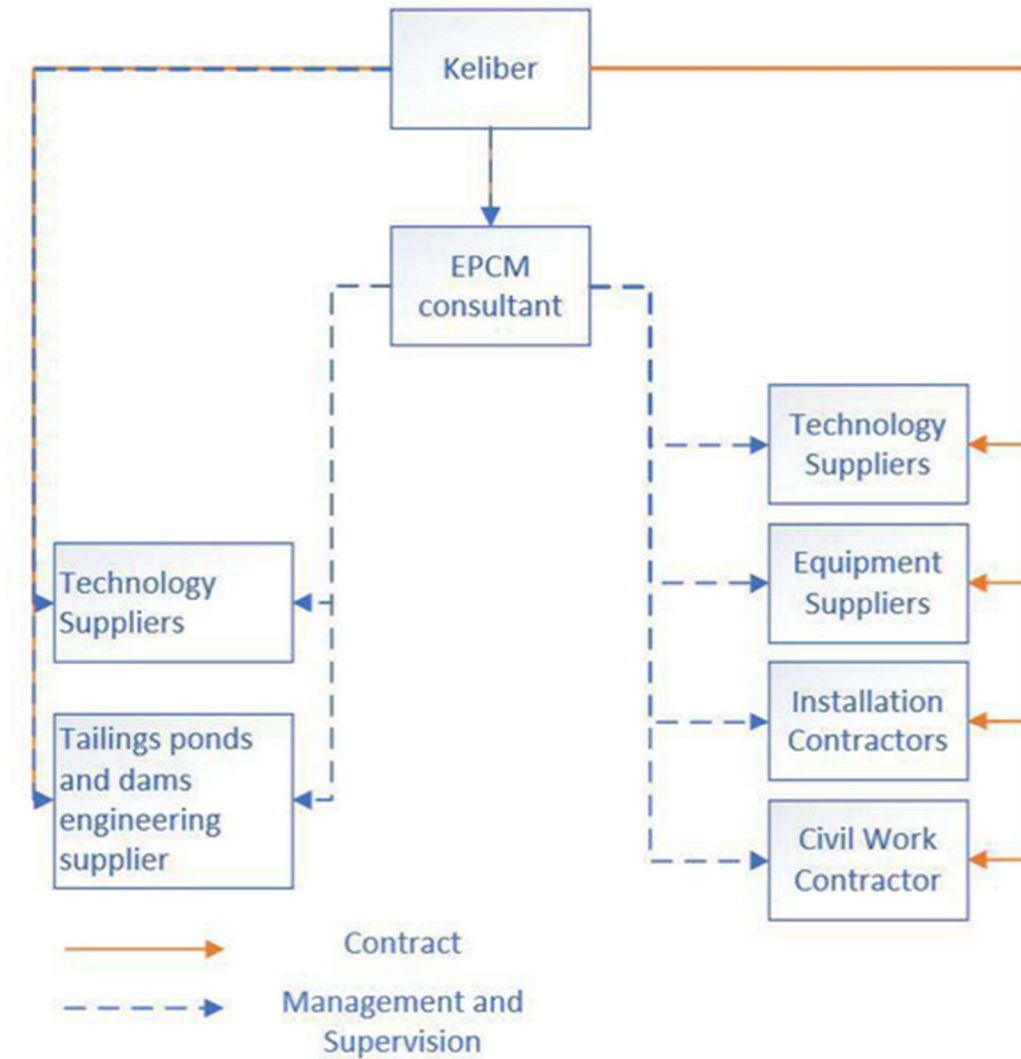 Keliber
EPCM
consultant
Technology
Suppliers
Equipment
Suppliers
Technology
Suppliers
Installation
Contractors
Tailings ponds
and dams
engineering
supplier
Civil Work
Contractor
Contract
Management and
Supervision